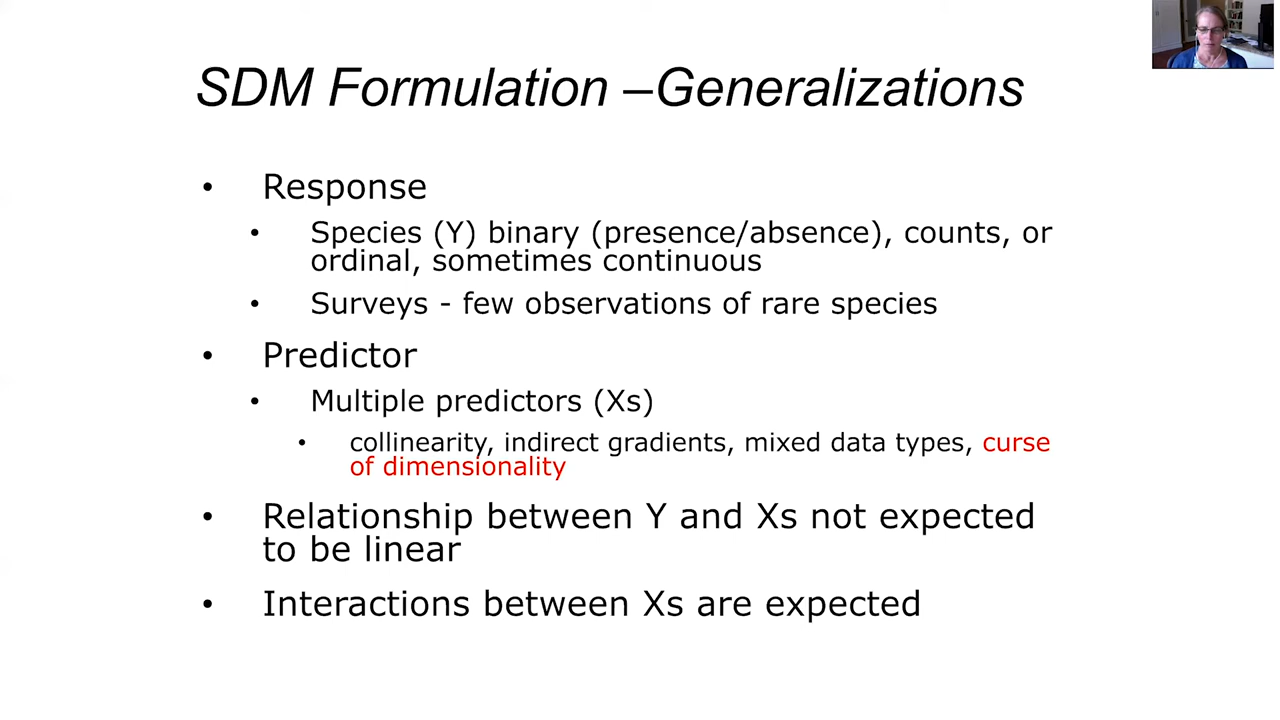 SDM Formulation –Generalizations
• Response
• Species (Y) binary (presence/absence), counts, or
ordinal, sometimes continuous
• Surveys - few observations of rare species
• Predictor
• Multiple predictors (Xs)
• collinearity, indirect gradients, mixed data types, curse
of dimensionality
• Relationship between Y and Xs not expected
to be linear
• Interactions between Xs are expected